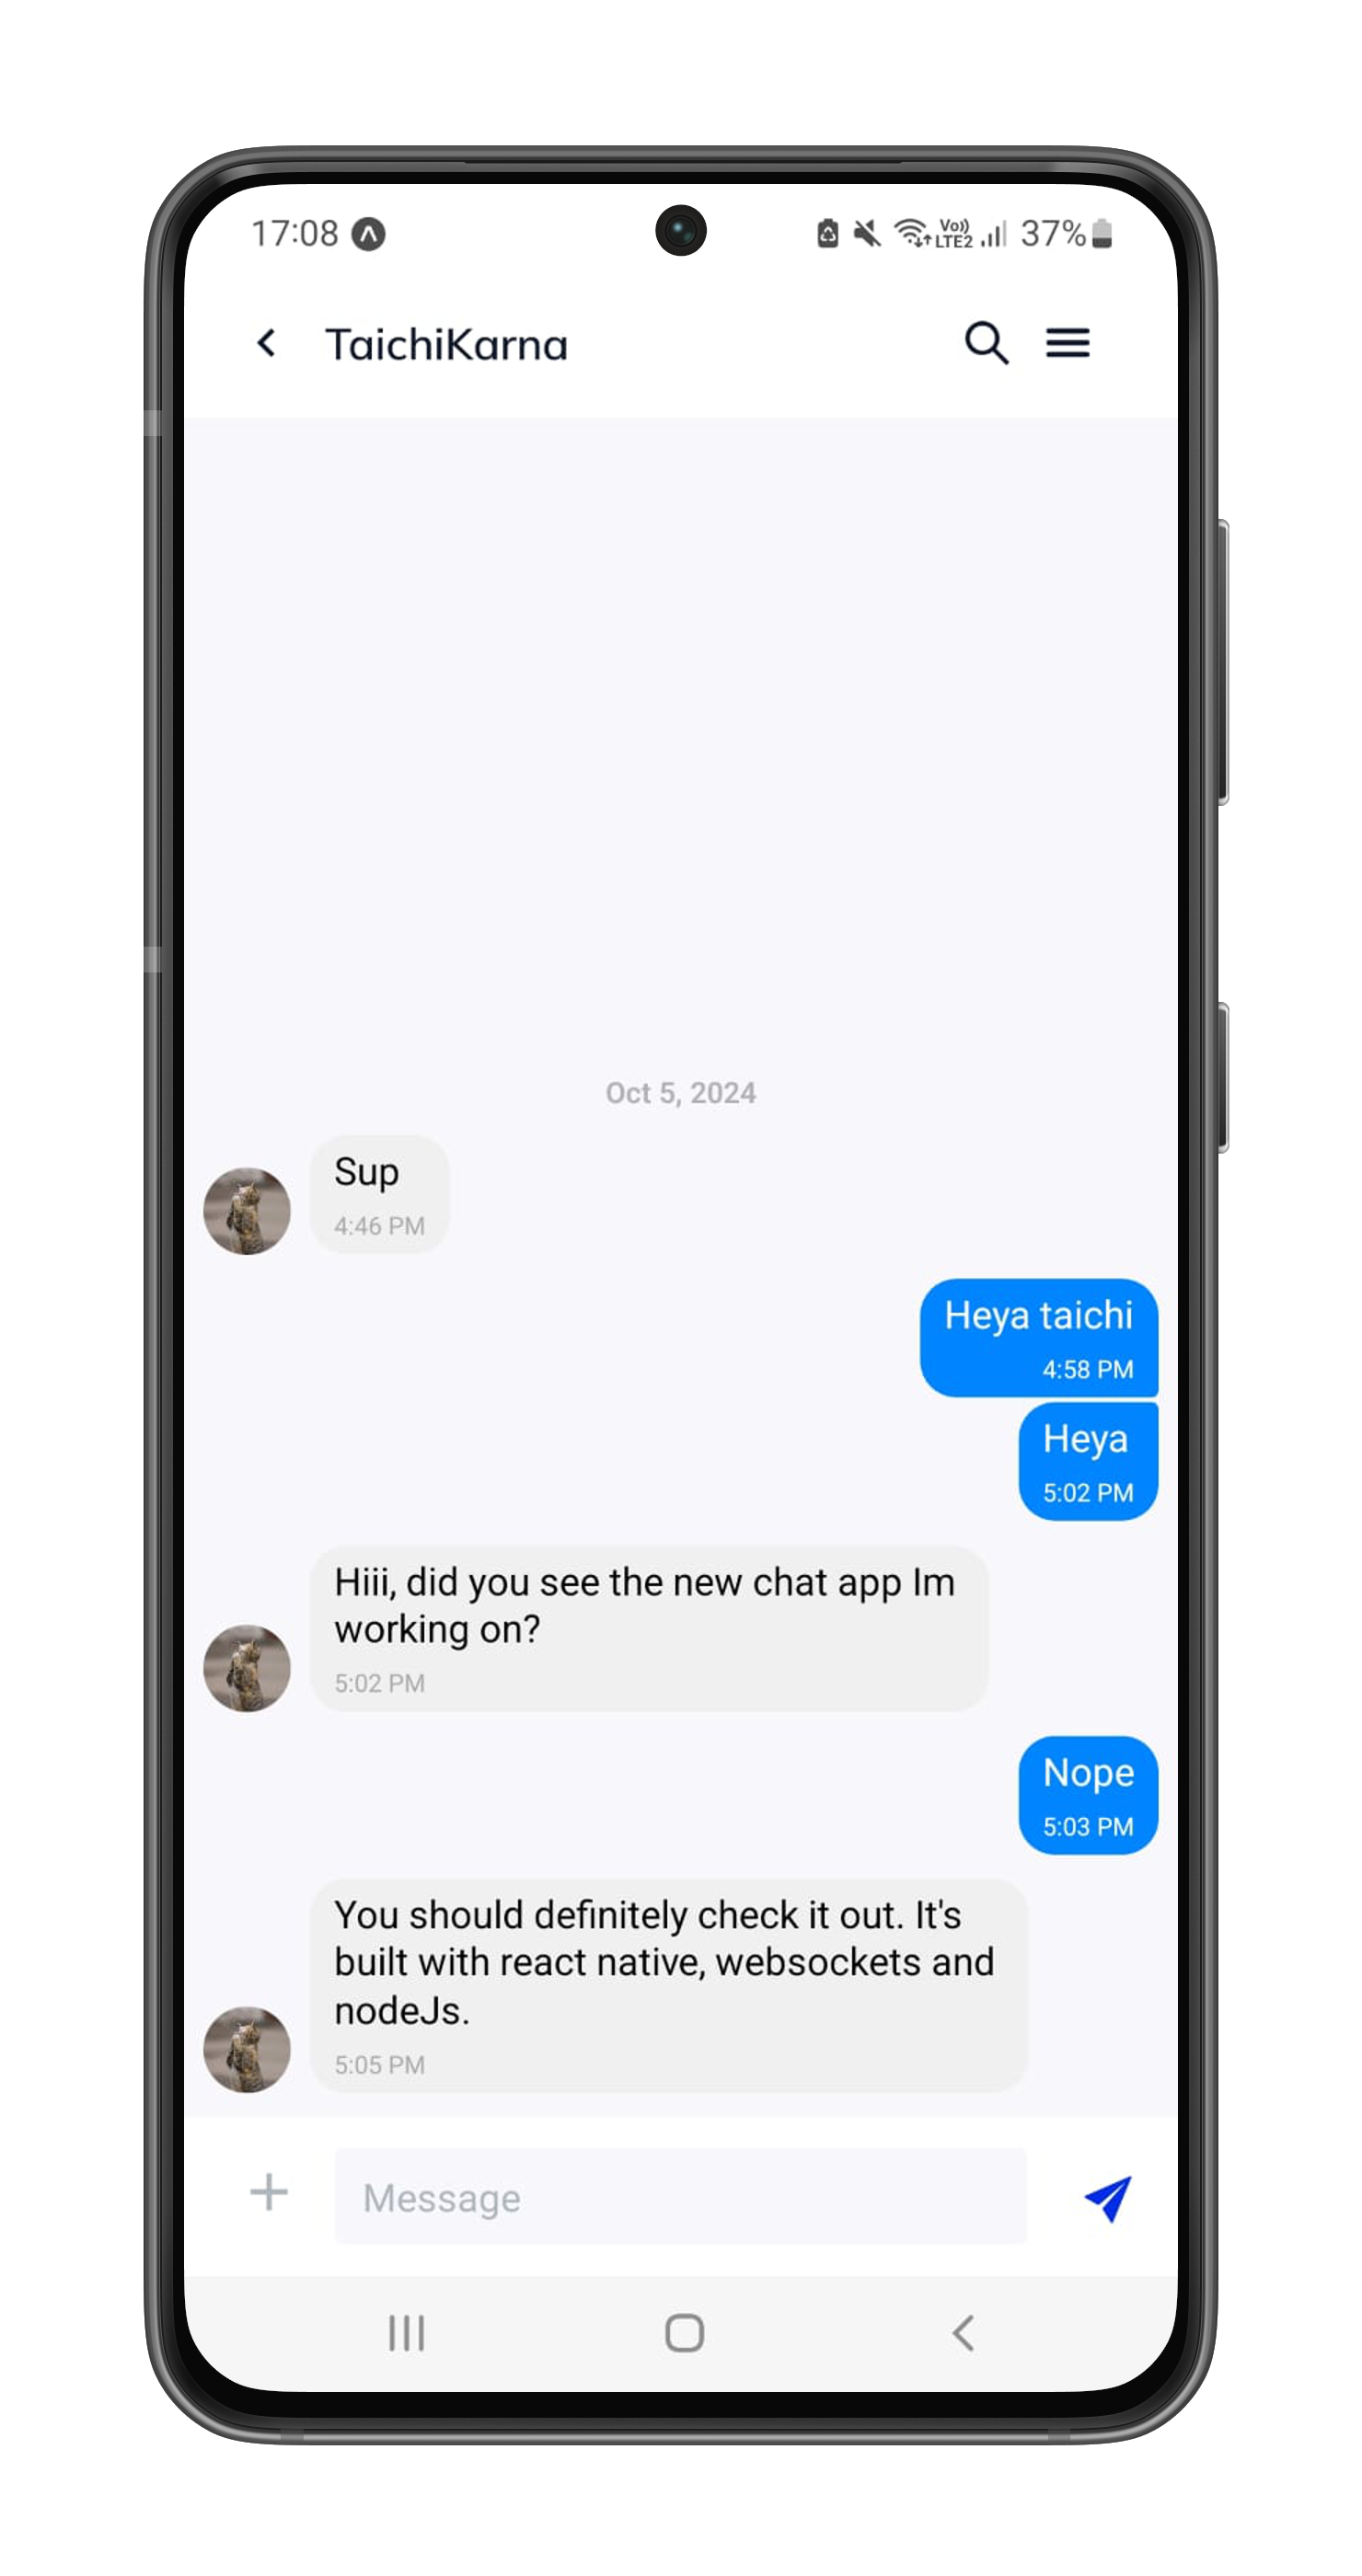 17:08
Vo))
LTE2
37%
TaichiKarna
Oct 5, 2024
Sup
4:46 PM
Heya taichi
4:58 PM
Heya
5:02 PM
Hiii, did you see the new chat app Im
working on?
5:02 PM
Nope
5:03 PM
You should definitely check it out. It's
built with react native, websockets and
nodeJs.
5:05 PM
Message